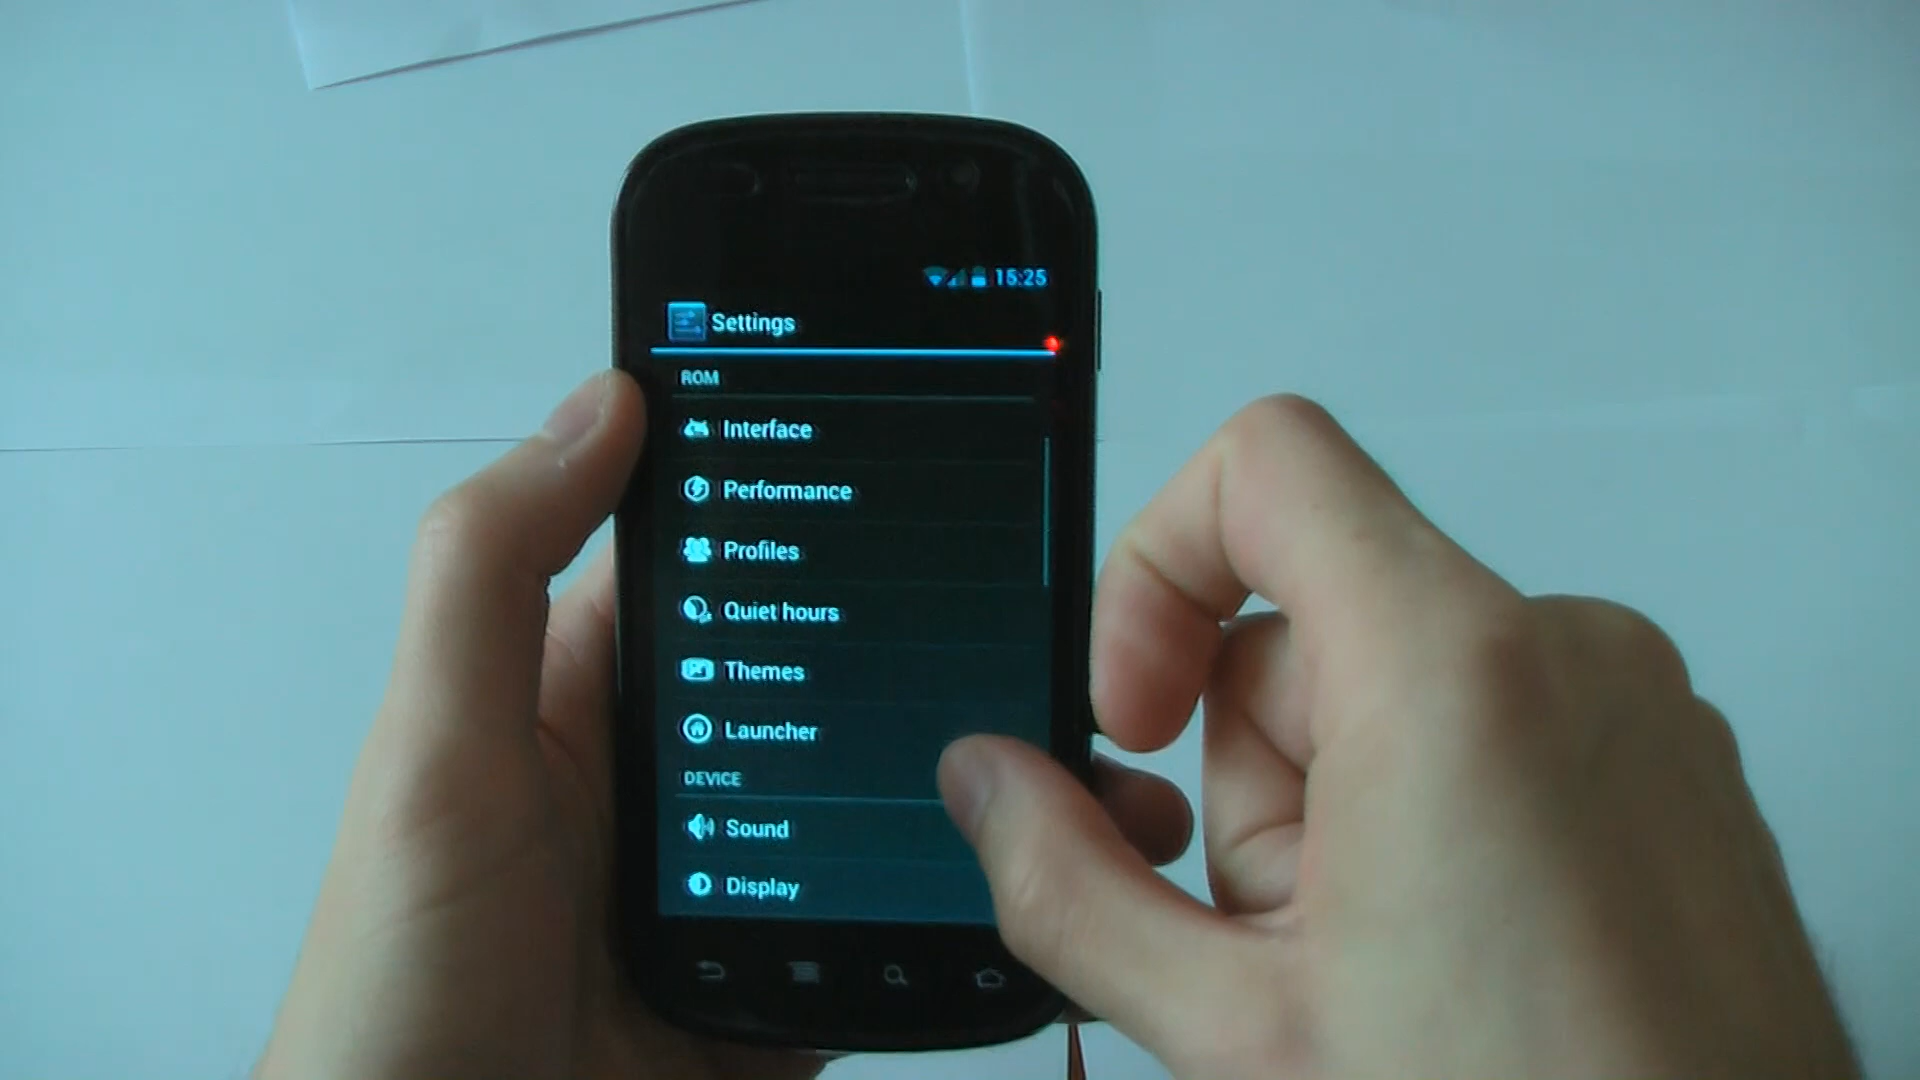 15:25
Settings
ROM
Interface
Performance
Profiles
Quiet hours
Themes
Launcher
DEVICE
Sound
Display